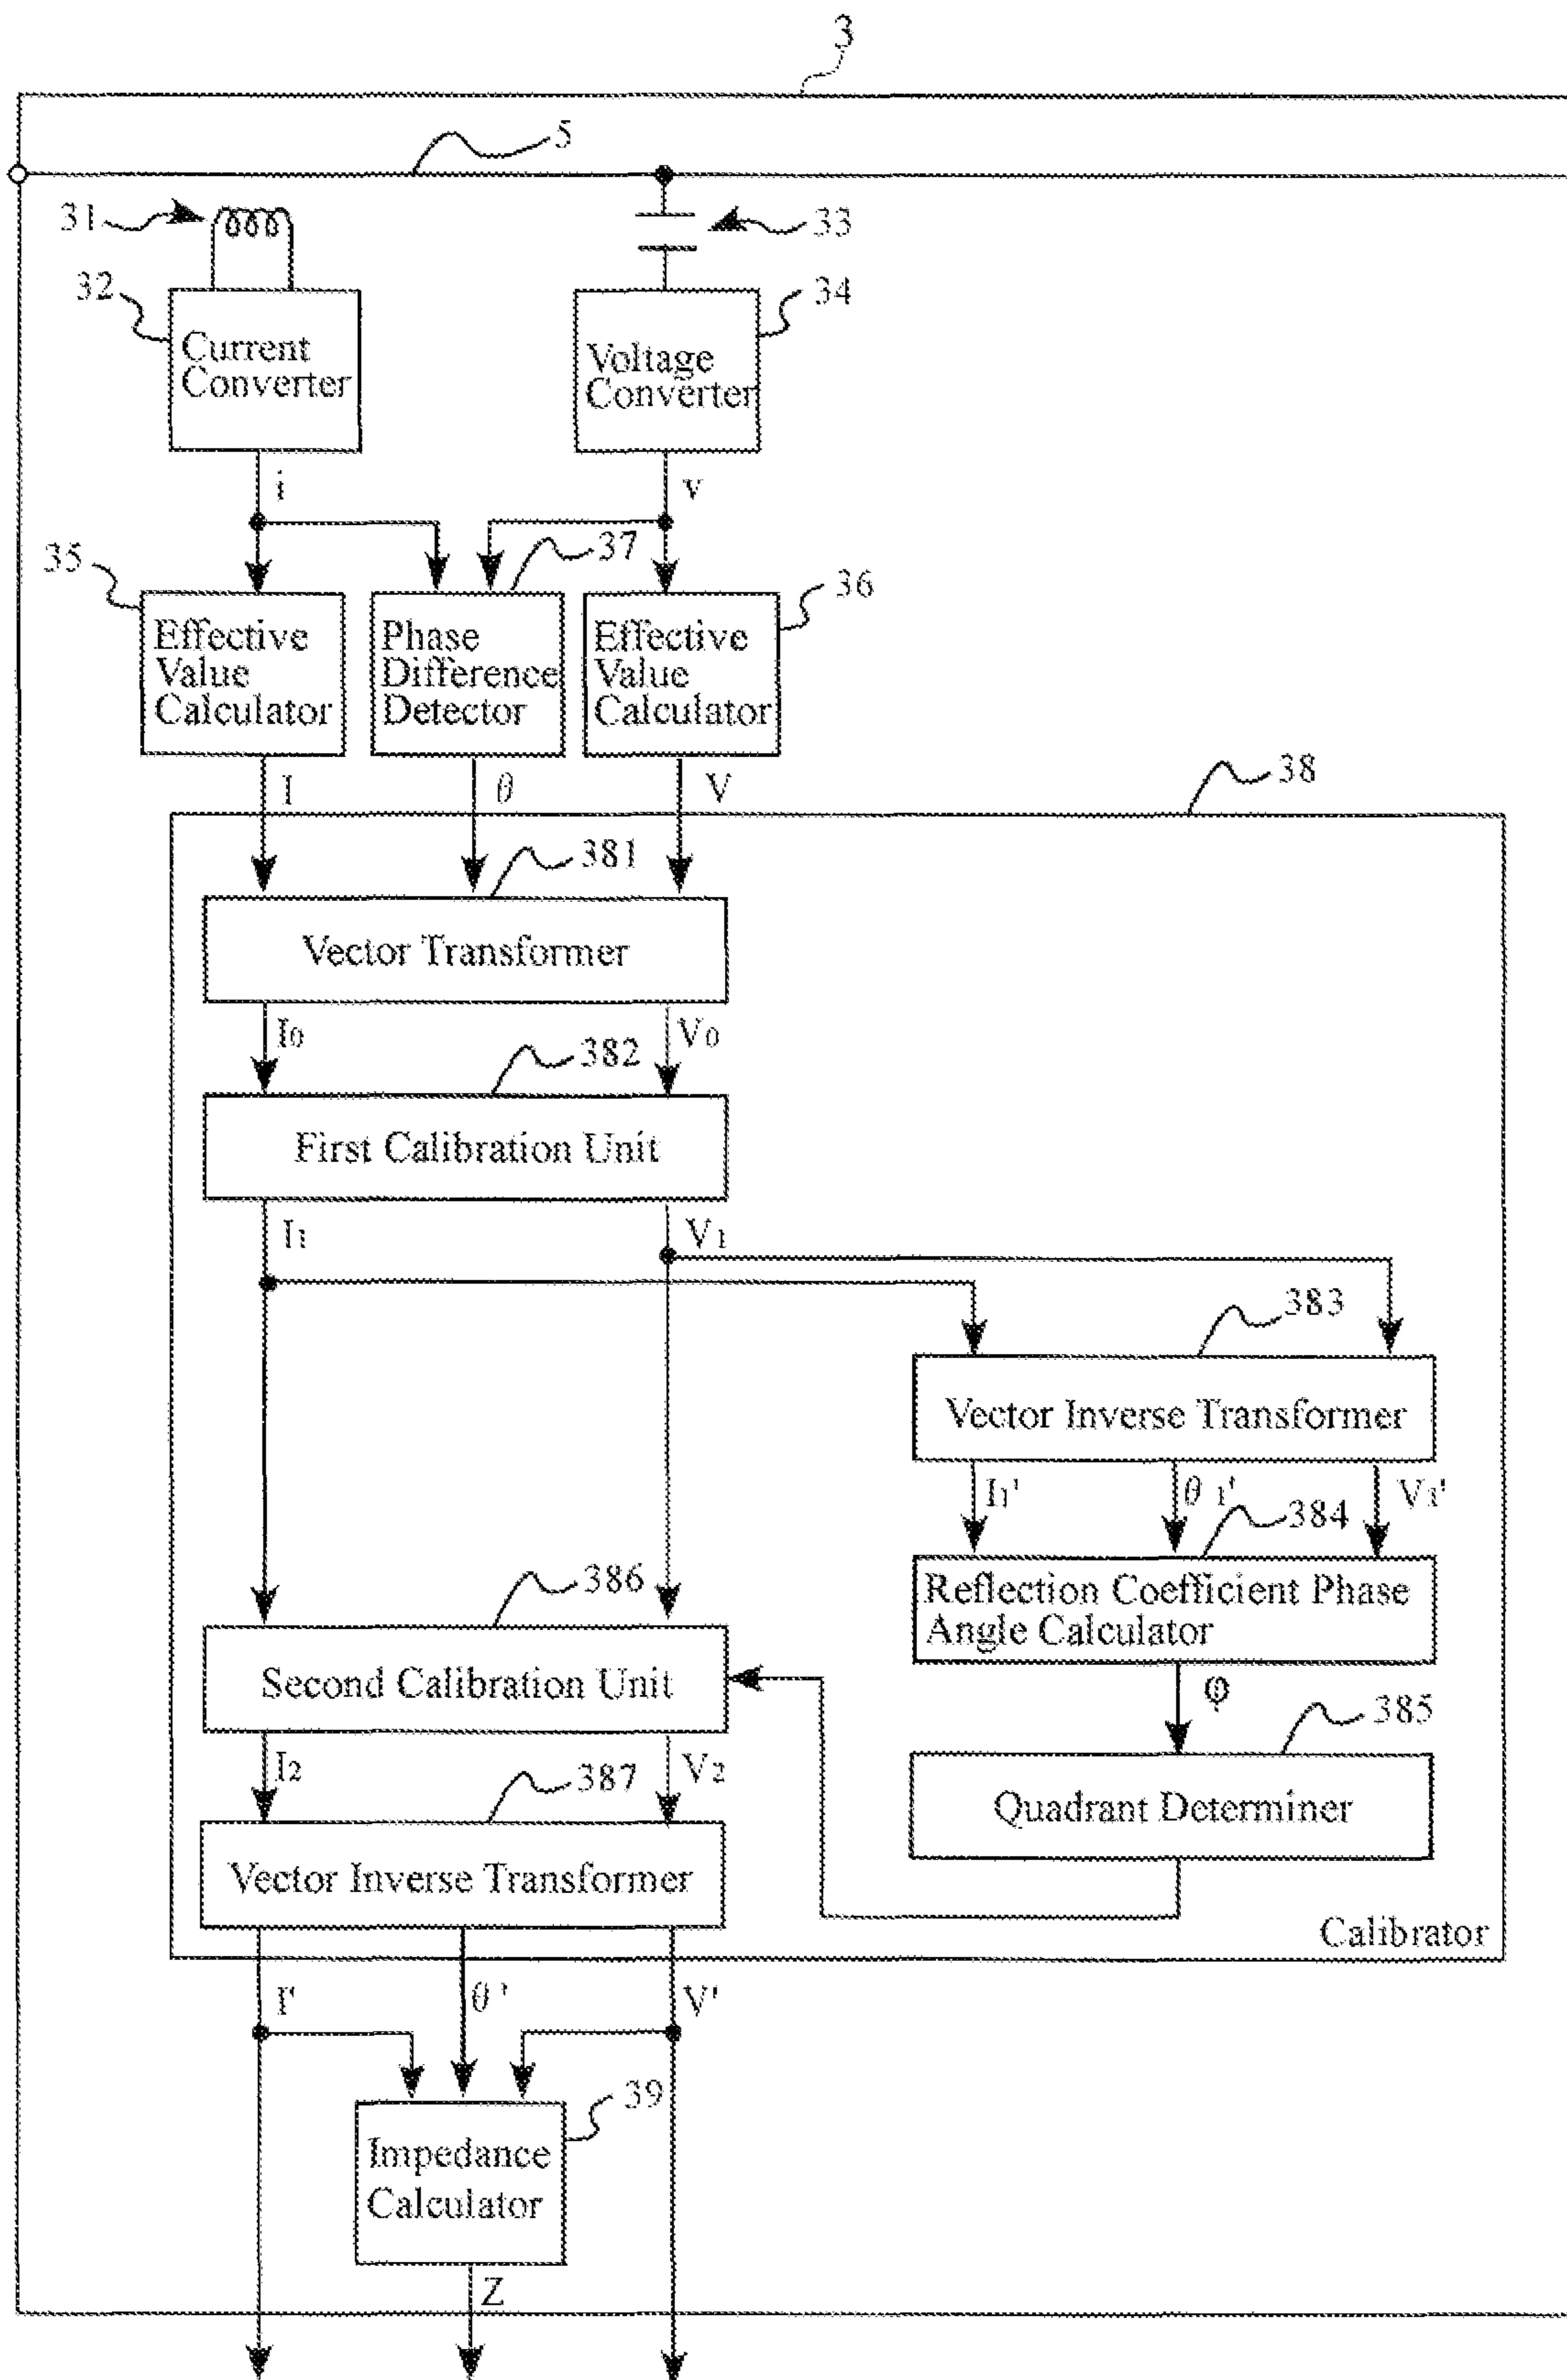 3
5
31
33
32
34
Current
Converter
Voltage
Converter
i
v
35
37
36
Effective
Value
Calculator
Phase
Difference
Detector
Effective
Value
Calculator
I
θ
V
38
381
Vector Transformer
I0
V0
382
First Calibration Unit
I1
V1
383
Vector Inverse Transformer
I1'
θ1'
V1'
384
Reflection Coefficient Phase
Angle Calculator
386
Second Calibration Unit
φ
385
I2
V2
387
Quadrant Determiner
Vector Inverse Transformer
Calibrator
I'
θ'
V'
39
Impedance
Calculator
Z